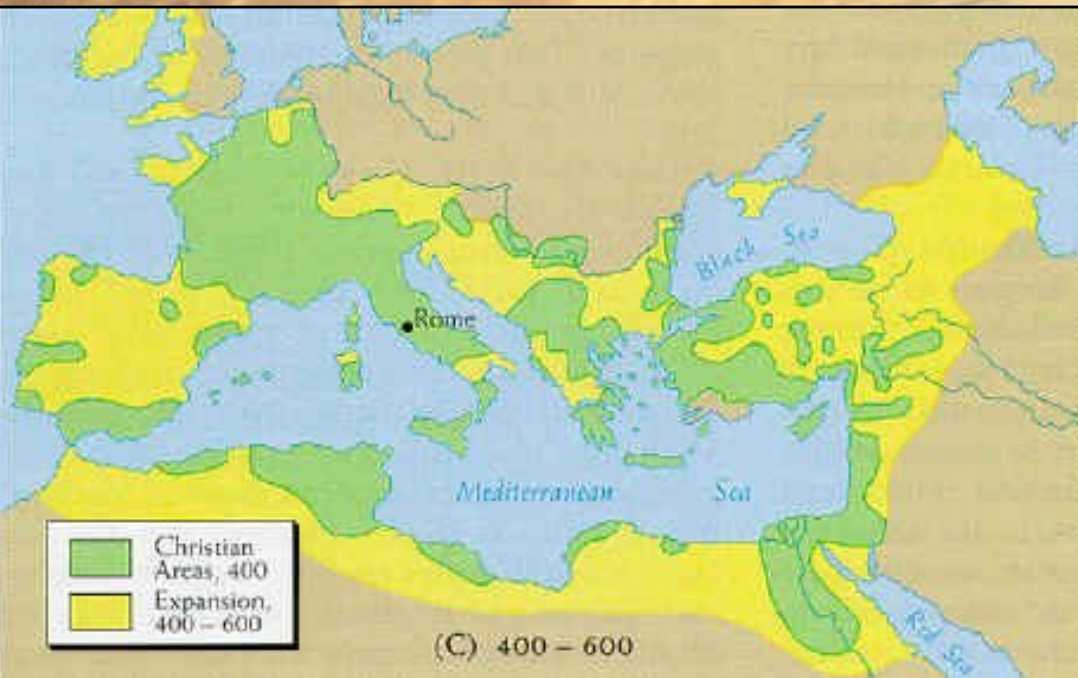 Black Sea
Rome
Mediterranean Sea
Christian
Areas, 400
Expansion,
400 – 600
(C) 400 – 600
Red Sea